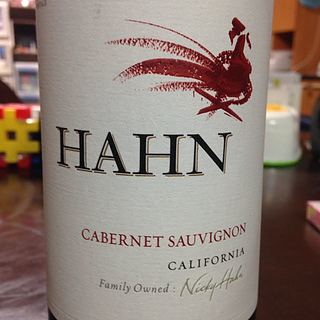 HAHN
CABERNET SAUVIGNON
CALIFORNIA
Family Owned : Nicky Hahn